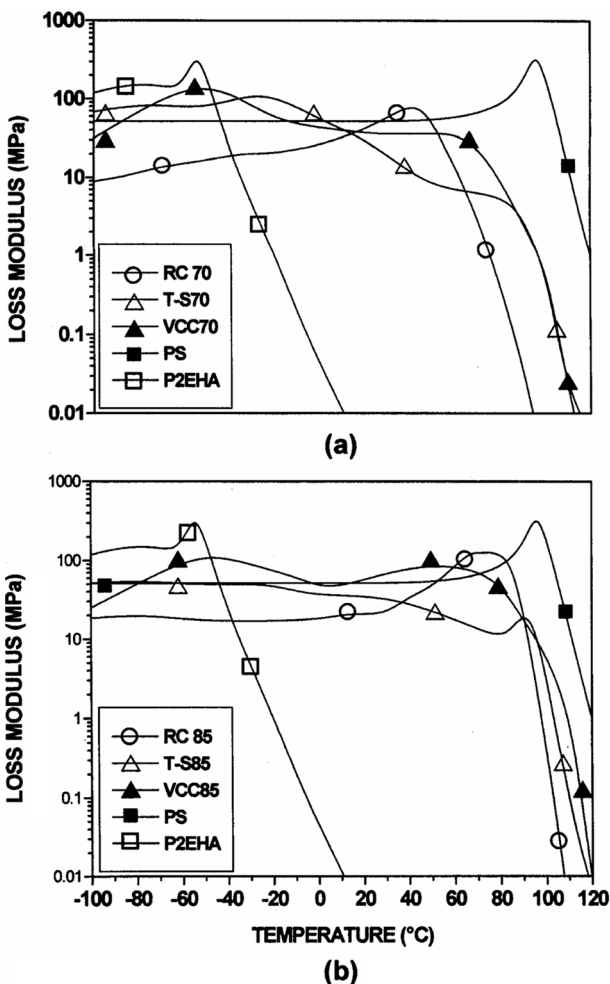 1000
100
10
1
0.1
0.01
LOSS MODULUS (MPa)
RC 70
T-S70
VCC70
PS
P2EHA
(a)
1000
100
10
1
0.1
0.01
LOSS MODULUS (MPa)
RC 85
T-S85
VCC85
PS
P2EHA
-100 -80 -60 -40 -20 0 20 40 60 80 100 120
TEMPERATURE (°C)
(b)